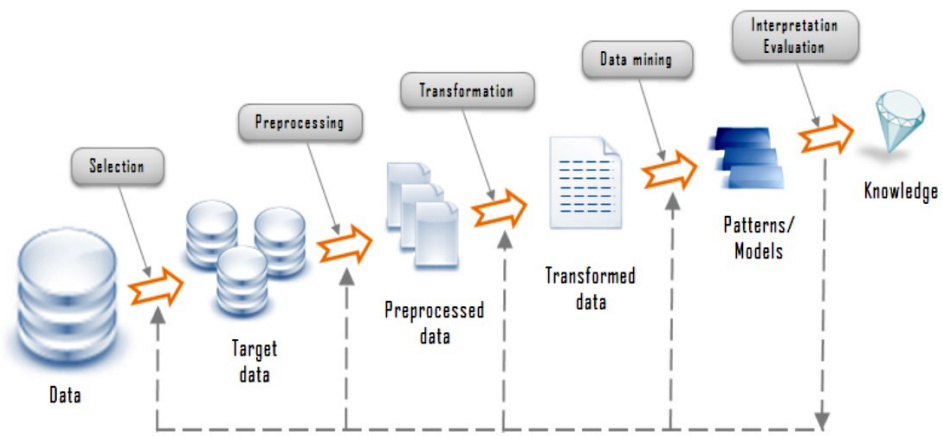 Interpretation
Evaluation
Data mining
Transformation
Preprocessing
Selection
Knowledge
Patterns/
Models
Transformed
data
Preprocessed
data
Target
data
Data